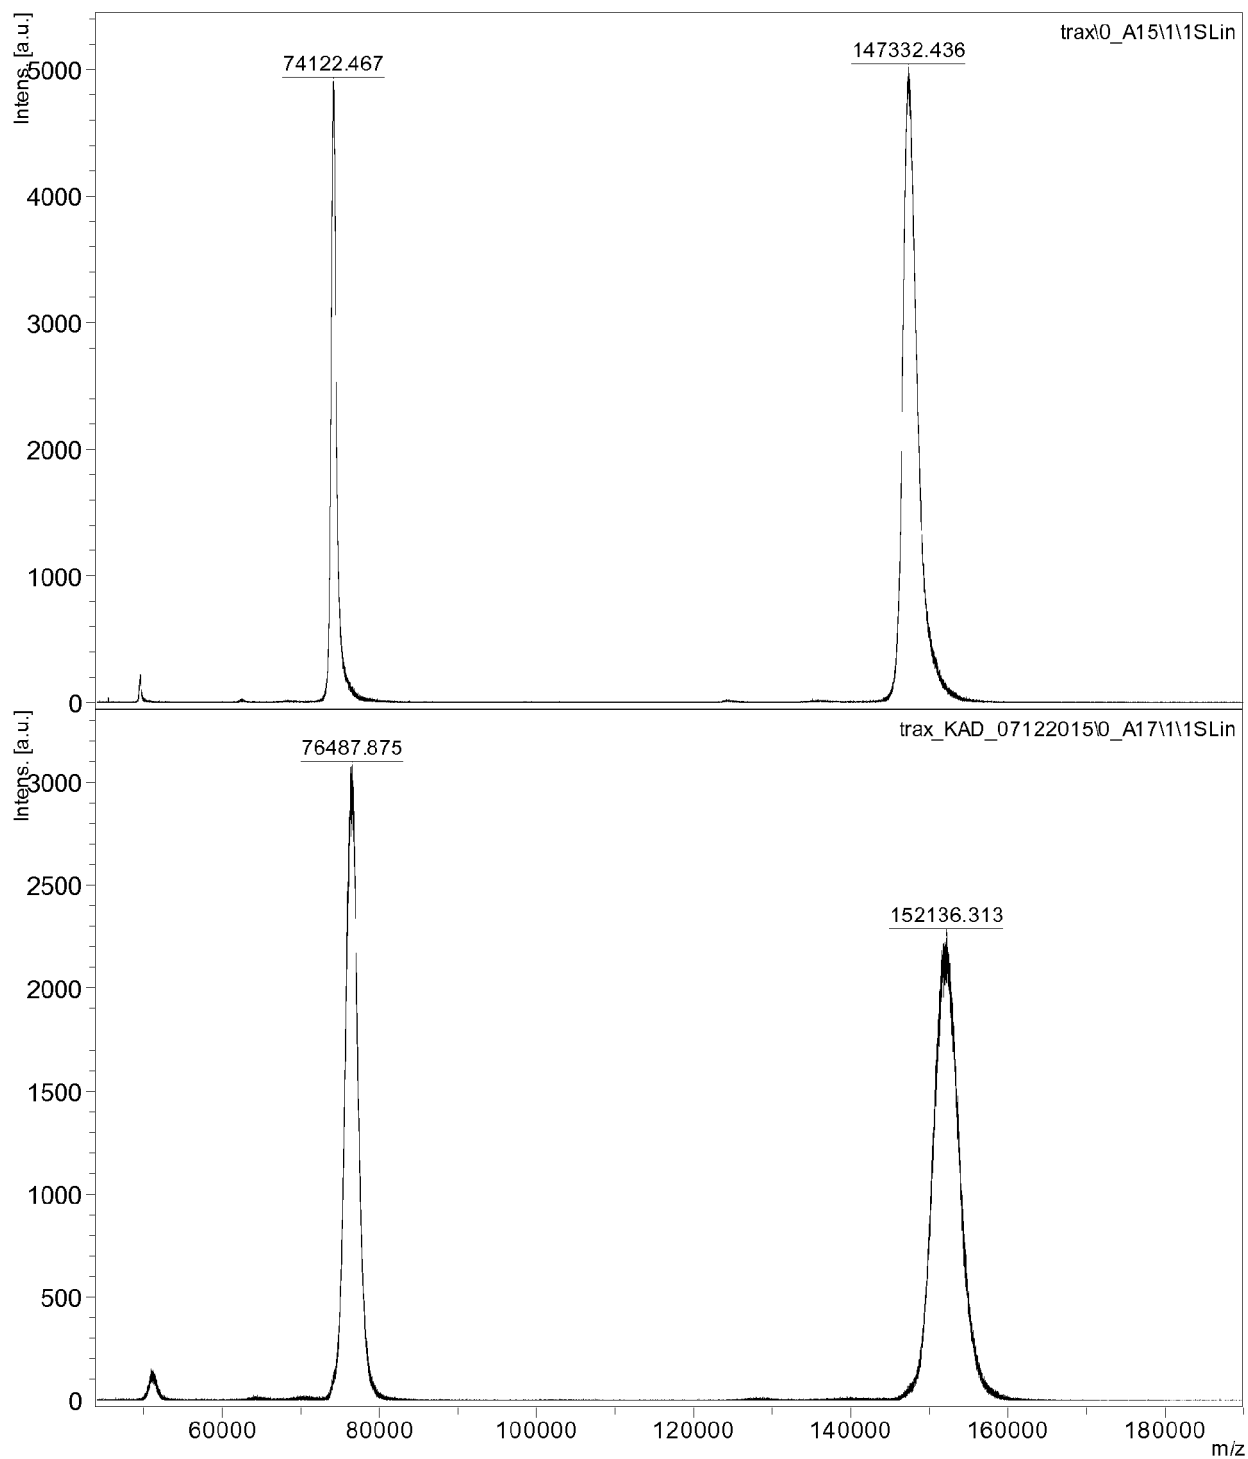 trax\0_A15\1\1SLin
Intens. [a.u.]
74122.467
147332.436
5000
4000
3000
2000
1000
0
trax_KAD_07122015\0_A17\1\1SLin
Intens. [a.u.]
76487.875
152136.313
3000
2500
2000
1500
1000
500
0
60000 80000 100000 120000 140000 160000 180000
m/z